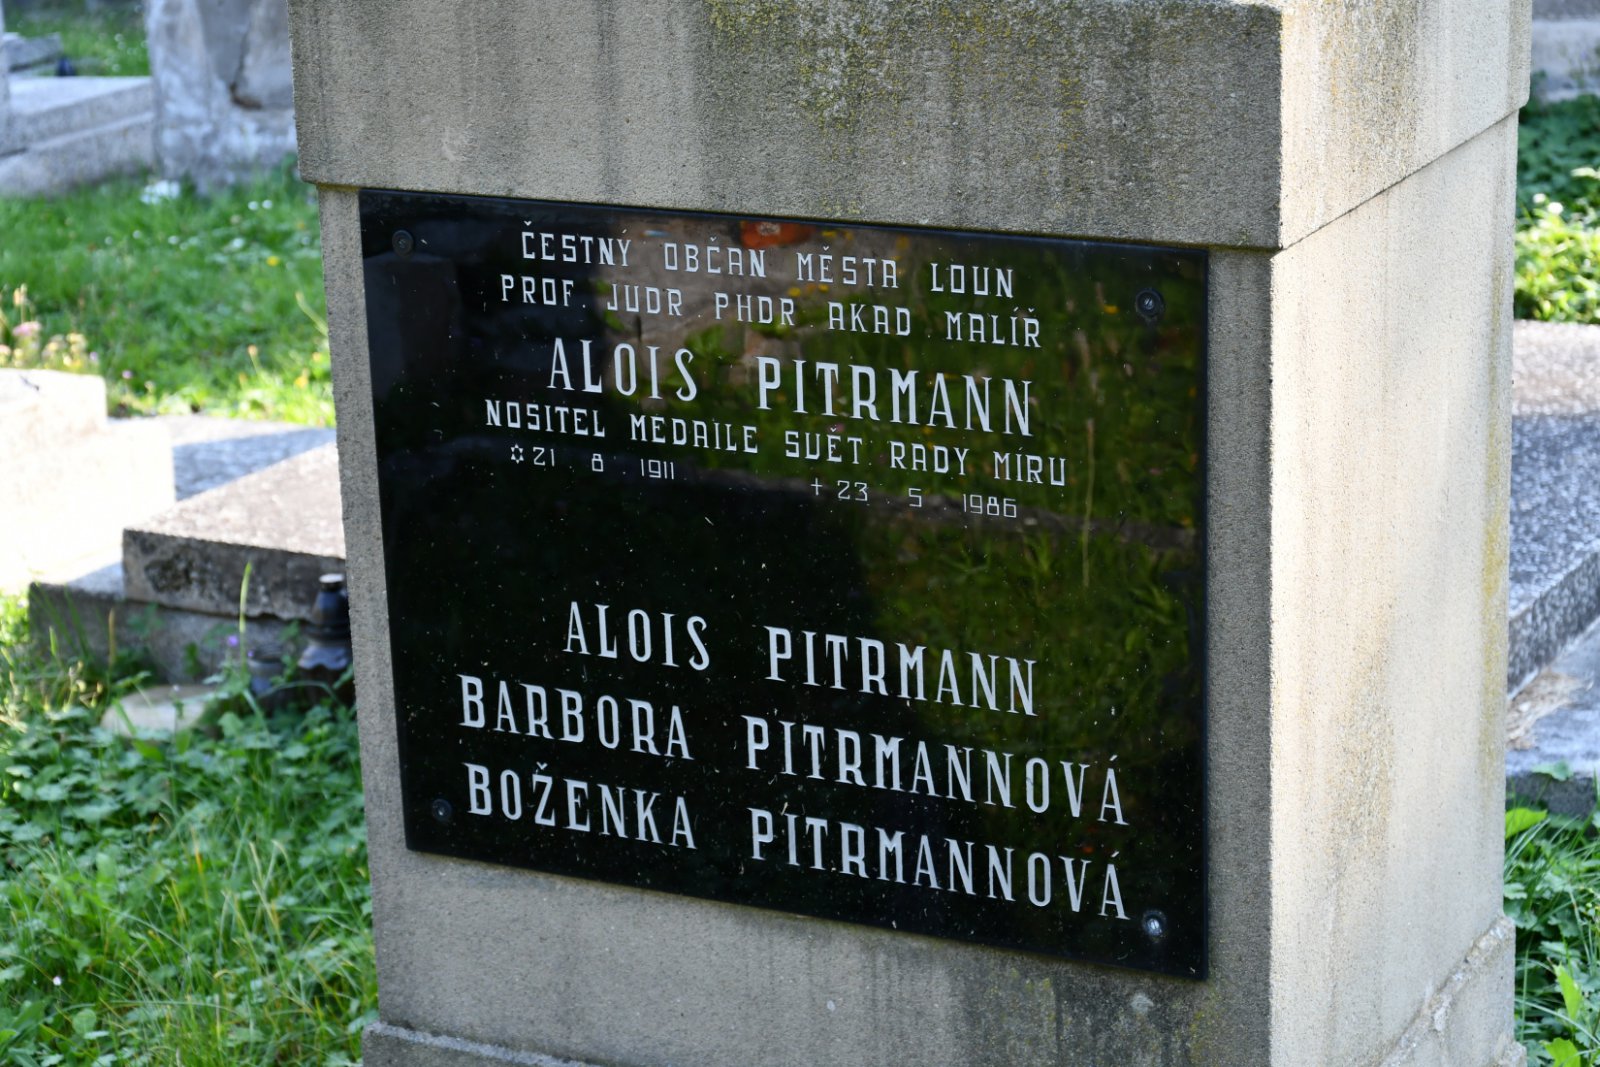 ČESTNÝ OBČAN MĚSTA LOUN
PROF. JUDR. PHDR. AKAD. MALÍŘ
ALOIS PITRMANN
NOSITEL MEDAILE SVĚT. RADY MÍRU
✡21. 8. 1911 +23. 5. 1986
ALOIS PITRMANN
BARBORA PITRMANNOVÁ
BOŽENKA PITRMANNOVÁ